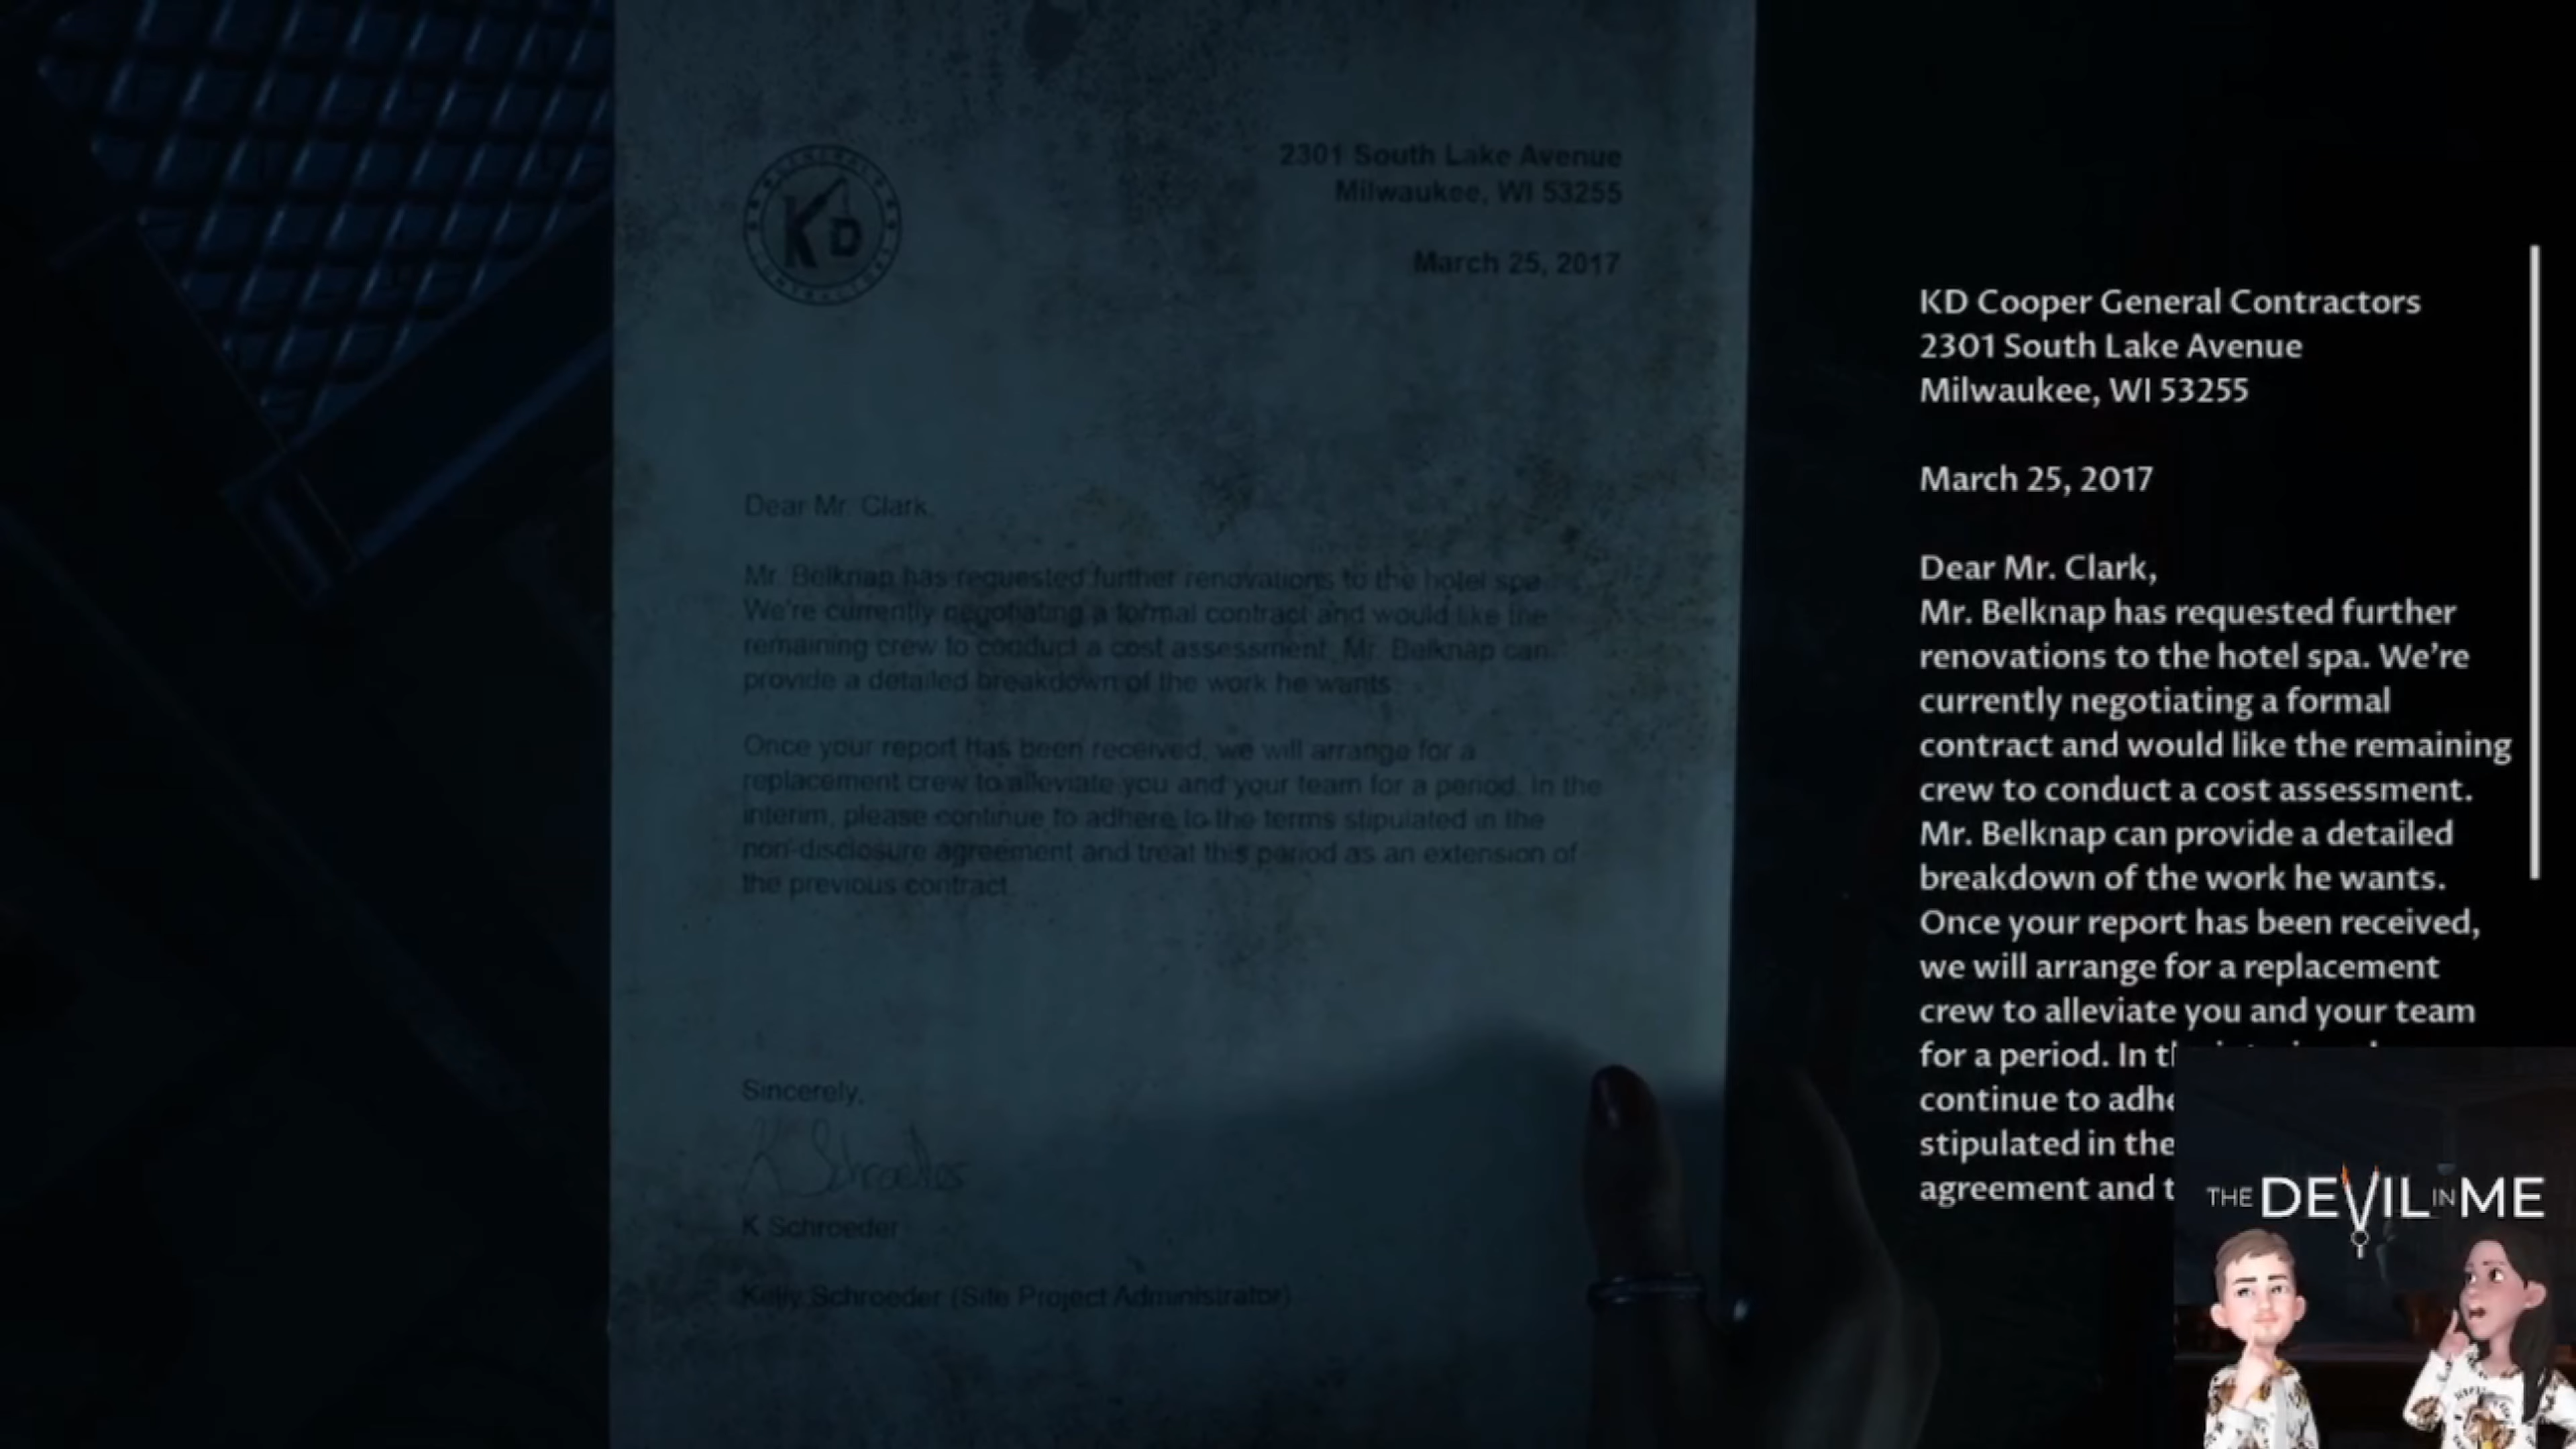 GENERAL
KD
CONTRACTORS
2301 South Lake Avenue
Milwaukee, WI 53255
March 25, 2017
Dear Mr. Clark,
Mr. Belknap has requested further renovations to the hotel spa.
We're currently negotiating a formal contract and would like the
remaining crew to conduct a cost assessment. Mr. Belknap can
provide a detailed breakdown of the work he wants.
Once your report has been received, we will arrange for a
replacement crew to alleviate you and your team for a period. In the
interim, please continue to adhere to the terms stipulated in the
non-disclosure agreement and treat this period as an extension of
the previous contract.
Sincerely,
K Schroeder
K Schroeder
Kelly Schroeder (Site Project Administrator)
KD Cooper General Contractors
2301 South Lake Avenue
Milwaukee, WI 53255
March 25, 2017
Dear Mr. Clark,
Mr. Belknap has requested further
renovations to the hotel spa. We're
currently negotiating a formal
contract and would like the remaining
crew to conduct a cost assessment.
Mr. Belknap can provide a detailed
breakdown of the work he wants.
Once your report has been received,
we will arrange for a replacement
crew to alleviate you and your team
for a period. In
continue to
stipulated in the
agreement and
THE DEVIL IN ME